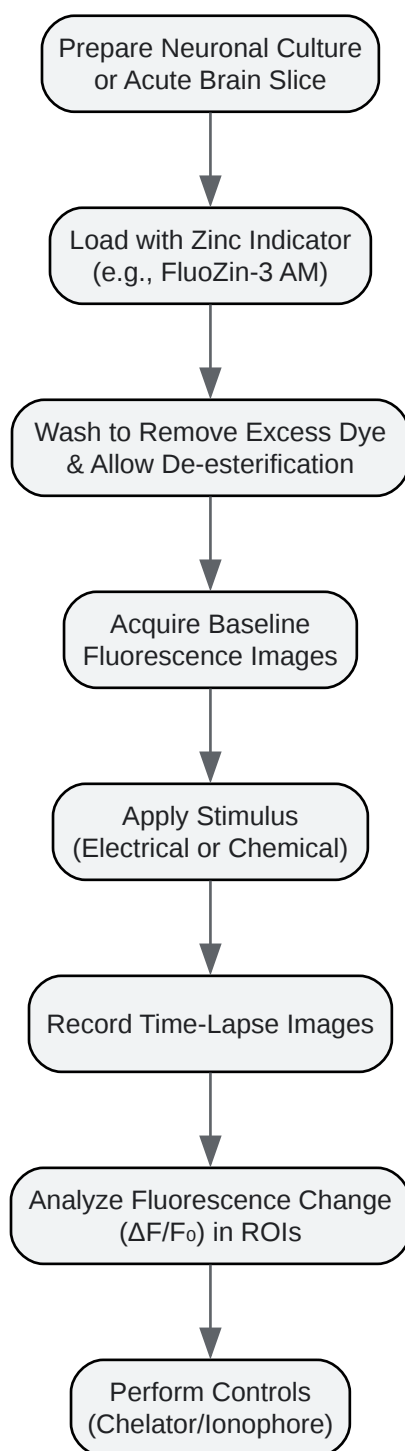 Prepare Neuronal Culture
or Acute Brain Slice
Load with Zinc Indicator
(e.g., FluoZin-3 AM)
Wash to Remove Excess Dye
& Allow De-esterification
Acquire Baseline
Fluorescence Images
Apply Stimulus
(Electrical or Chemical)
Record Time-Lapse Images
Analyze Fluorescence Change
(ΔF/F₀) in ROIs
Perform Controls
(Chelator/Ionophore)